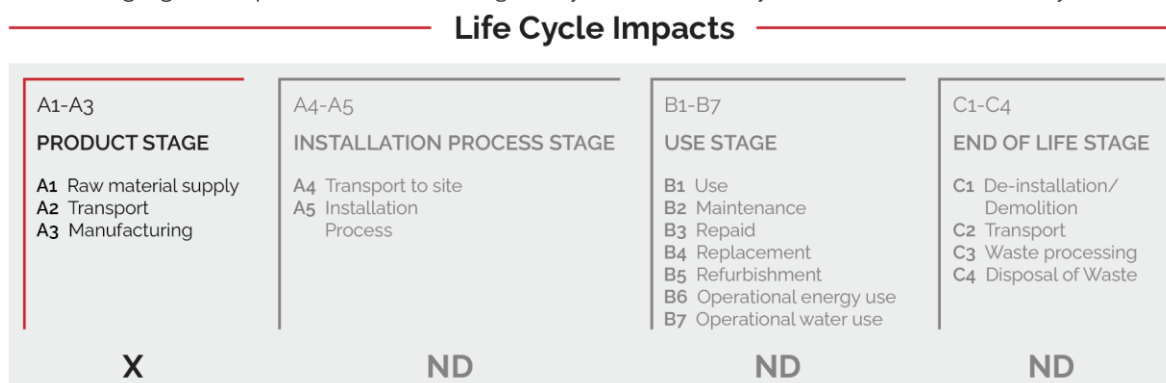 Life Cycle Impacts
A1-A3
PRODUCT STAGE
A1 Raw material supply
A2 Transport
A3 Manufacturing
X
A4-A5
INSTALLATION PROCESS STAGE
A4 Transport to site
A5 Installation
Process
ND
B1-B7
USE STAGE
B1 Use
B2 Maintenance
B3 Repaid
B4 Replacement
B5 Refurbishment
B6 Operational energy use
B7 Operational water use
ND
C1-C4
END OF LIFE STAGE
C1 De-installation/
Demolition
C2 Transport
C3 Waste processing
C4 Disposal of Waste
ND